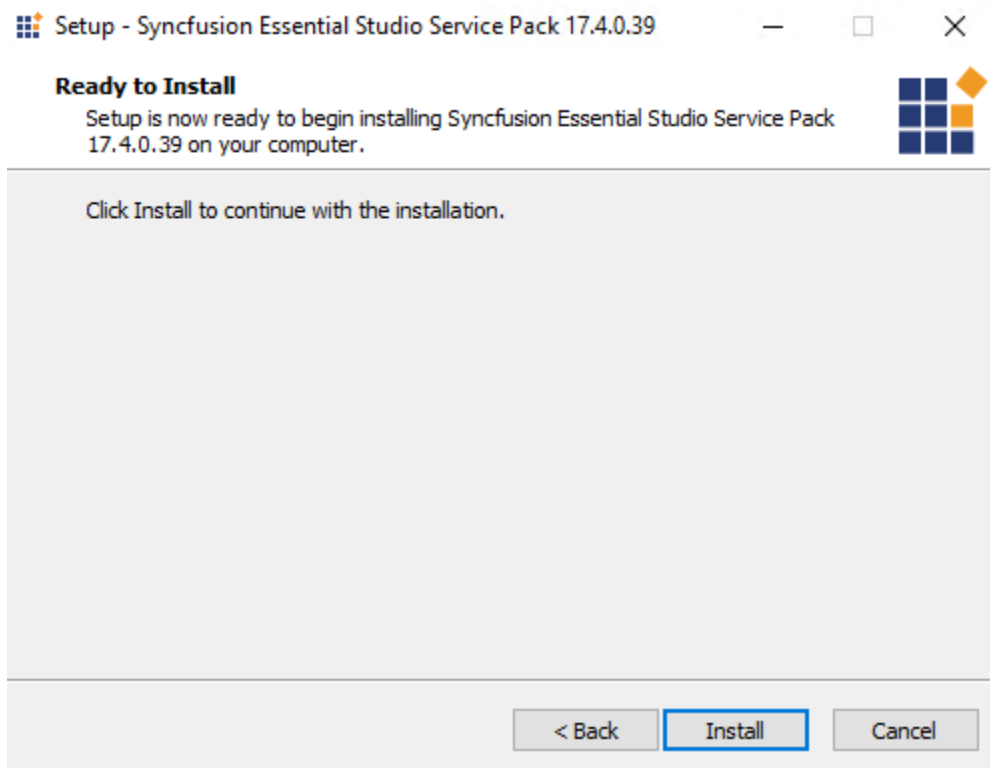 Setup - Syncfusion Essential Studio Service Pack 17.4.0.39
Ready to Install
Setup is now ready to begin installing Syncfusion Essential Studio Service Pack
17.4.0.39 on your computer.
Click Install to continue with the installation.
< Back
Install
Cancel